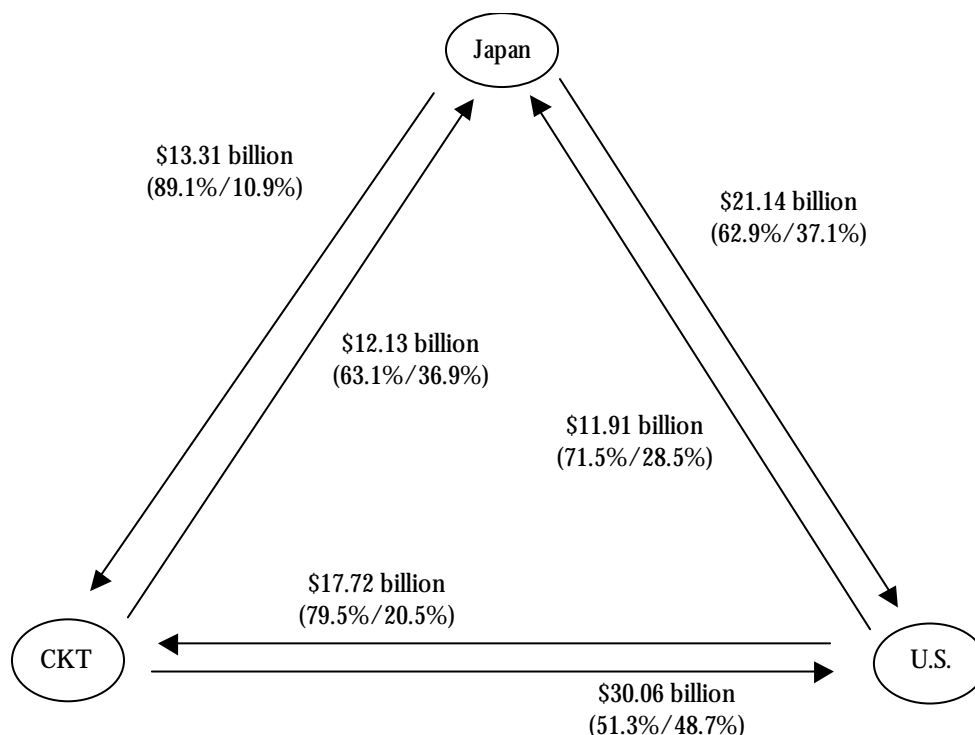 Japan
$13.31 billion
(89.1%/10.9%)
$21.14 billion
(62.9%/37.1%)
$12.13 billion
(63.1%/36.9%)
$11.91 billion
(71.5%/28.5%)
$17.72 billion
(79.5%/20.5%)
CKT
U.S.
$30.06 billion
(51.3%/48.7%)